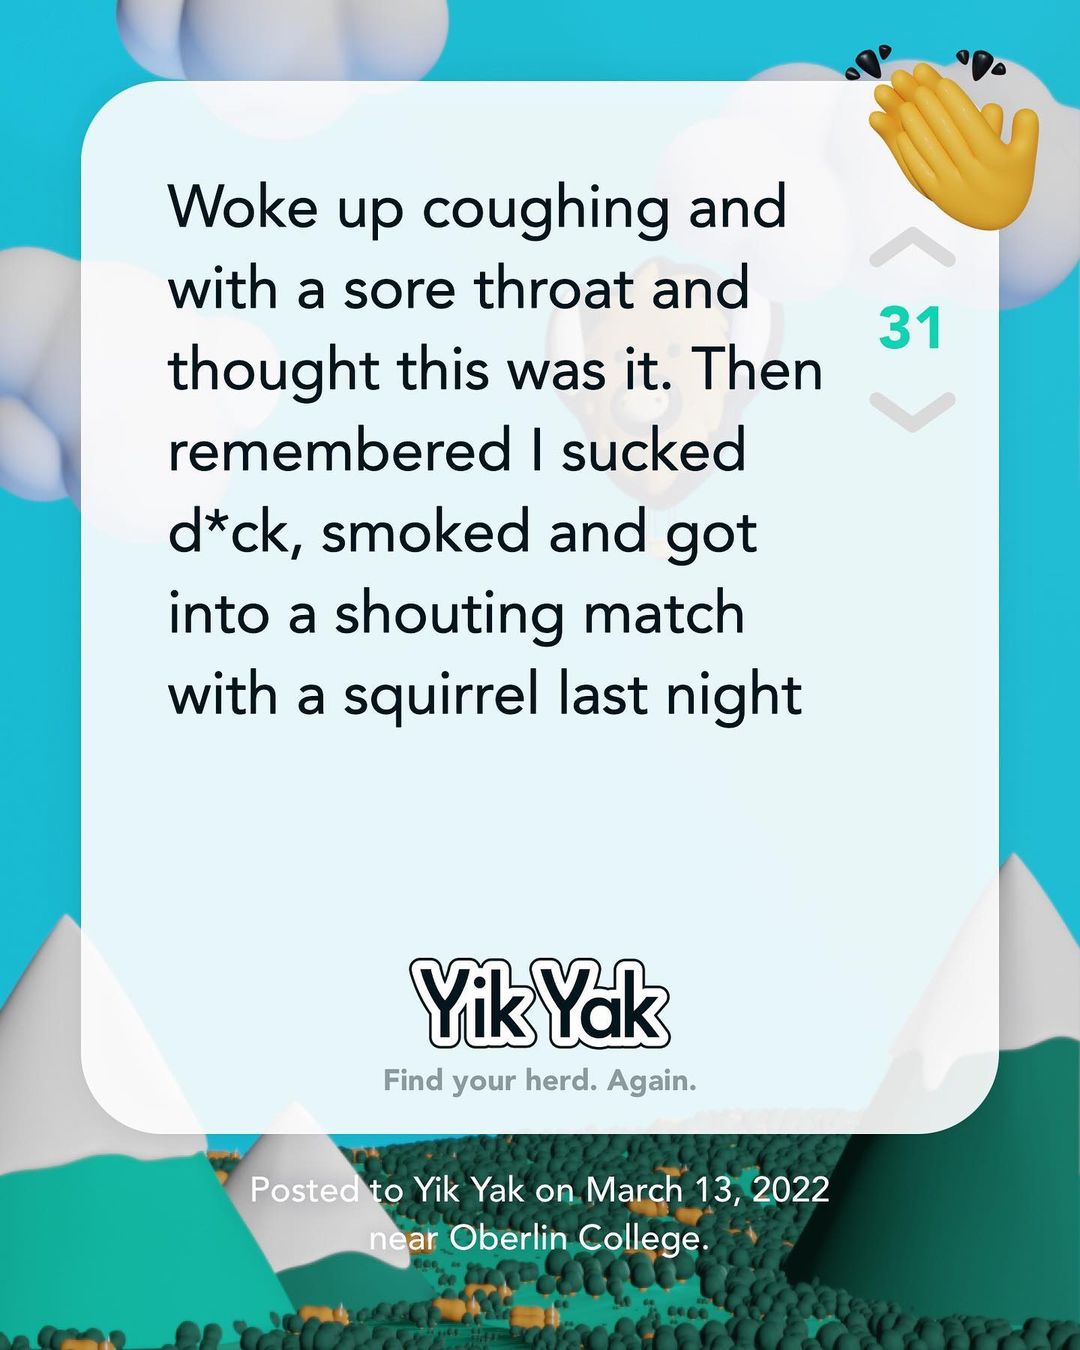 Woke up coughing and
with a sore throat and
thought this was it. Then
remembered I sucked
d*ck, smoked and got
into a shouting match
with a squirrel last night
31
Yik Yak
Find your herd. Again.
Posted to Yik Yak on March 13, 2022
near Oberlin College.